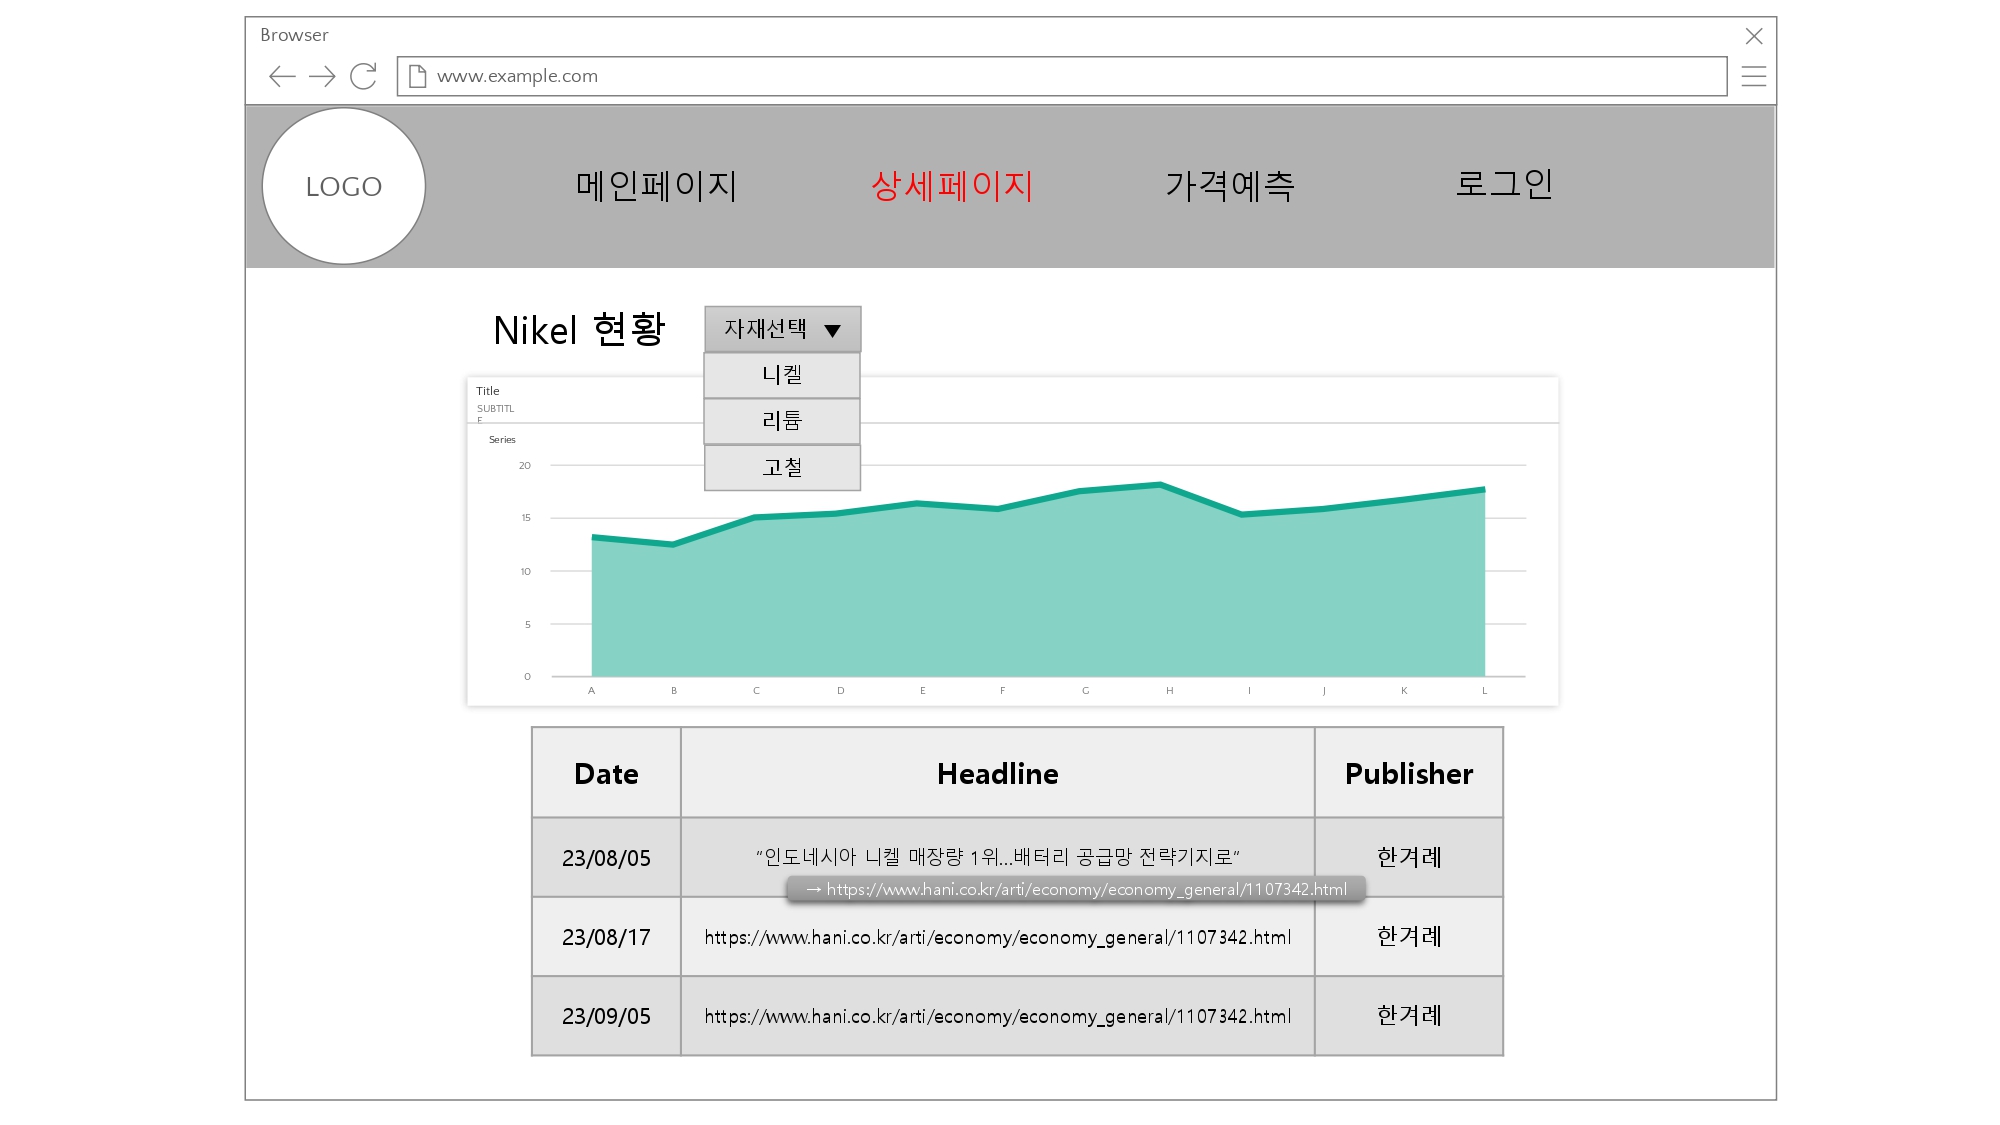 Browser
www.example.com
LOGO
메인페이지
상세페이지
가격예측
로그인
Nikel 현황
자재선택 ▼
니켈
리튬
고철
Title
SUBTITL
E
Series
20
15
10
5
0
A B C D E F G H I J K L
Date Headline Publisher
23/08/05 “인도네시아 니켈 매장량 1위...배터리 공급망 전략기지로” 한겨레
→ https://www.hani.co.kr/arti/economy/economy_general/1107342.html
23/08/17 https://www.hani.co.kr/arti/economy/economy_general/1107342.html 한겨레
23/09/05 https://www.hani.co.kr/arti/economy/economy_general/1107342.html 한겨레